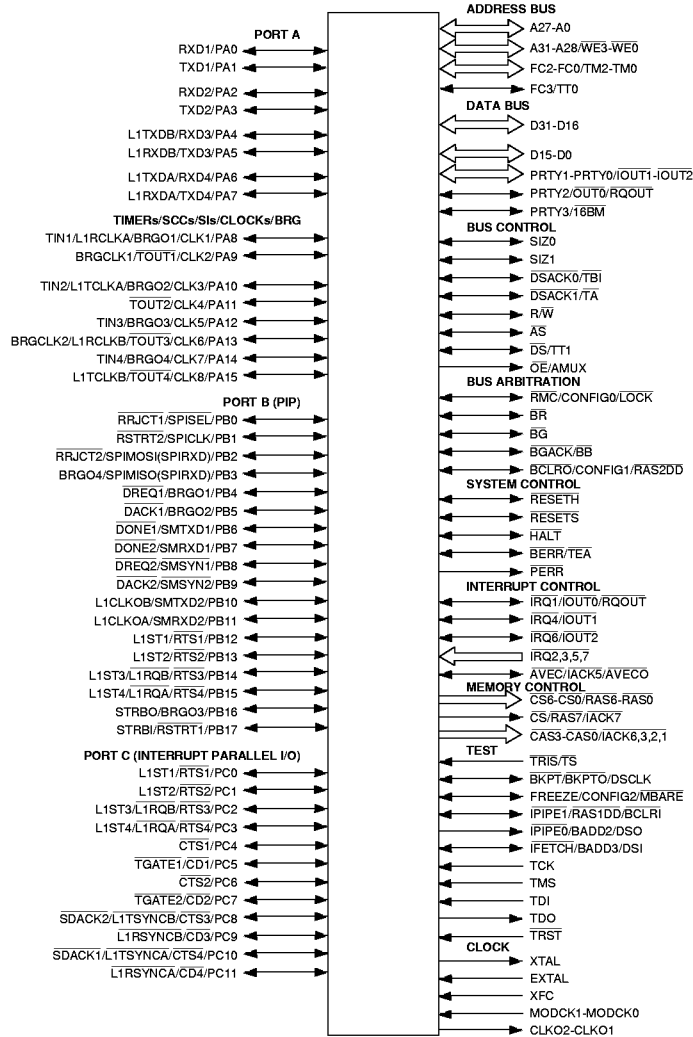 PORT A
RXD1/PA0
TXD1/PA1
RXD2/PA2
TXD2/PA3
L1TXDB/RXD3/PA4
L1RXDB/TXD3/PA5
L1TXDA/RXD4/PA6
L1RXDA/TXD4/PA7
TIMERs/SCCs/SIs/CLOCKs/BRG
TIN1/L1RCLKA/BRGO1/CLK1/PA8
BRGCLK1/TOUT1/CLK2/PA9
TIN2/L1TCLKA/BRGO2/CLK3/PA10
TOUT2/CLK4/PA11
TIN3/BRGO3/CLK5/PA12
BRGCLK2/L1RCLKB/TOUT3/CLK6/PA13
TIN4/BRGO4/CLK7/PA14
L1TCLKB/TOUT4/CLK8/PA15
PORT B (PIP)
RRJCT1/SPISEL/PB0
RSTRT2/SPICLK/PB1
RRJCT2/SPIMOSI(SPITXD)/PB2
BRGO4/SPIMISO(SPIRXD)/PB3
DREQ1/BRGO1/PB4
DACK1/BRGO2/PB5
DONE1/SMTXD1/PB6
DONE2/SMRXD1/PB7
DREQ2/SMSYN1/PB8
DACK2/SMSYN2/PB9
L1CLKOB/SMTXD2/PB10
L1CLKOA/SMRXD2/PB11
L1ST1/RTS1/PB12
L1ST2/RTS2/PB13
L1ST3/L1RQB/RTS3/PB14
L1ST4/L1RQA/RTS4/PB15
STRBO/BRGO3/PB16
STRBI/RSTRT1/PB17
PORT C (INTERRUPT PARALLEL I/O)
L1ST1/RTS1/PC0
L1ST2/RTS2/PC1
L1ST3/L1RQB/RTS3/PC2
L1ST4/L1RQA/RTS4/PC3
CTS1/PC4
TGATE1/CD1/PC5
CTS2/PC6
TGATE2/CD2/PC7
SDACK2/L1TSYNCB/CTS3/PC8
L1RSYNCB/CD3/PC9
SDACK1/L1TSYNCA/CTS4/PC10
L1RSYNCA/CD4/PC11
ADDRESS BUS
A27-A0
A31-A28/WE3-WE0
FC2-FC0/TM2-TM0
FC3/TT0
DATA BUS
D31-D16
D15-D0
PRTY1-PRTY0/IOUT1-IOUT2
PRTY2/OUT0/RQOUT
PRTY3/16BM
BUS CONTROL
SIZ0
SIZ1
DSACK0/TBI
DSACK1/TA
R/W
AS
DS/TT1
OE/AMUX
BUS ARBITRATION
RMC/CONFIG0/LOCK
BR
BG
BGACK/BB
BCLRO/CONFIG1/RAS2DD
SYSTEM CONTROL
RESETH
RESETS
HALT
BERR/TEA
PERR
INTERRUPT CONTROL
IRQ1/IOUT0/RQOUT
IRQ4/IOUT1
IRQ6/IOUT2
IRQ2,3,5,7
AVEC/IACK5/AVECO
MEMORY CONTROL
CS6-CS0/RAS6-RAS0
CS/RAS7/IACK7
CAS3-CAS0/IACK6,3,2,1
TEST
TRIS/TS
BKPT/BKPTO/DSCLK
FREEZE/CONFIG2/MBARE
IPIPE1/RAS1DD/BCLRI
IPIPE0/BADD2/DSO
IFETCH/BADD3/DSI
TCK
TMS
TDI
TDO
TRST
CLOCK
XTAL
EXTAL
XFC
MODCK1-MODCK0
CLKO2-CLKO1